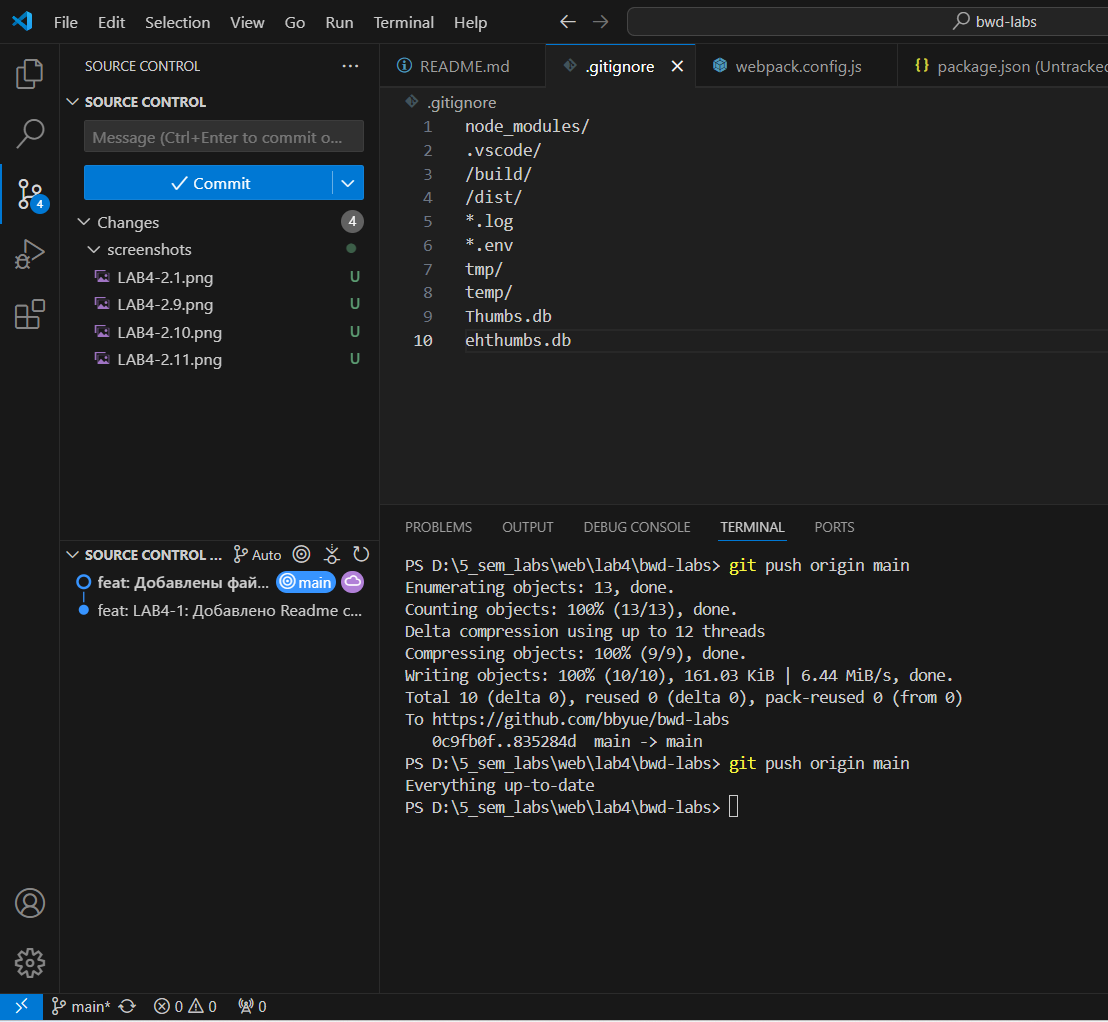 File Edit Selection View Go Run Terminal Help
bwd-labs
SOURCE CONTROL
SOURCE CONTROL
Message (Ctrl+Enter to commit o...
Commit
Changes 4
screenshots
LAB4-2.1.png U
LAB4-2.9.png U
LAB4-2.10.png U
LAB4-2.11.png U
4
SOURCE CONTROL ... Auto
feat: Добавлены фай... main
feat: LAB4-1: Добавлено Readme с...
README.md .gitignore webpack.config.js package.json (Untracked
.gitignore
1 node_modules/
2 .vscode/
3 /build/
4 /dist/
5 *.log
6 *.env
7 tmp/
8 temp/
9 Thumbs.db
10 ehthumbs.db
PROBLEMS OUTPUT DEBUG CONSOLE TERMINAL PORTS
PS D:\5_sem_labs\web\lab4\bwd-labs> git push origin main
Enumerating objects: 13, done.
Counting objects: 100% (13/13), done.
Delta compression using up to 12 threads
Compressing objects: 100% (9/9), done.
Writing objects: 100% (10/10), 161.03 KiB | 6.44 MiB/s, done.
Total 10 (delta 0), reused 0 (delta 0), pack-reused 0 (from 0)
To https://github.com/bbyue/bwd-labs
0c9fb0f..835284d main -> main
PS D:\5_sem_labs\web\lab4\bwd-labs> git push origin main
Everything up-to-date
PS D:\5_sem_labs\web\lab4\bwd-labs>
main* 0 0 0